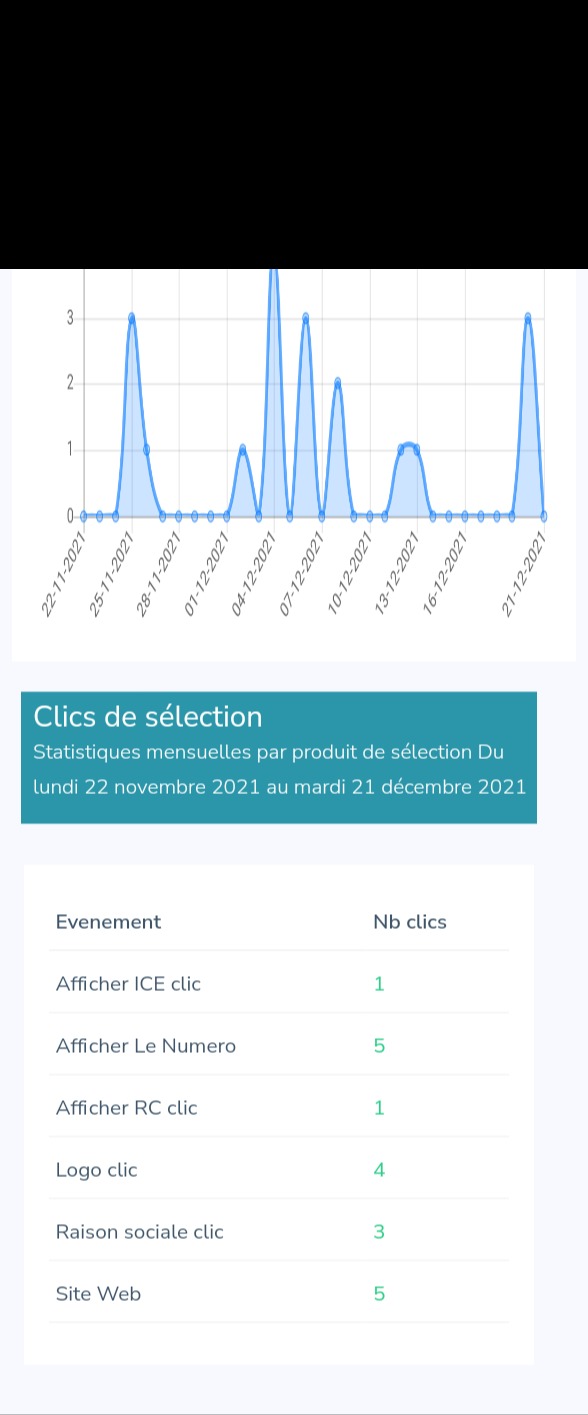 3
2
1
0
22-11-2021
25-11-2021
28-11-2021
01-12-2021
04-12-2021
07-12-2021
10-12-2021
13-12-2021
16-12-2021
21-12-2021
Clics de sélection
Statistiques mensuelles par produit de sélection Du
lundi 22 novembre 2021 au mardi 21 décembre 2021
Evenement Nb clics
Afficher ICE clic 1
Afficher Le Numero 5
Afficher RC clic 1
Logo clic 4
Raison sociale clic 3
Site Web 5